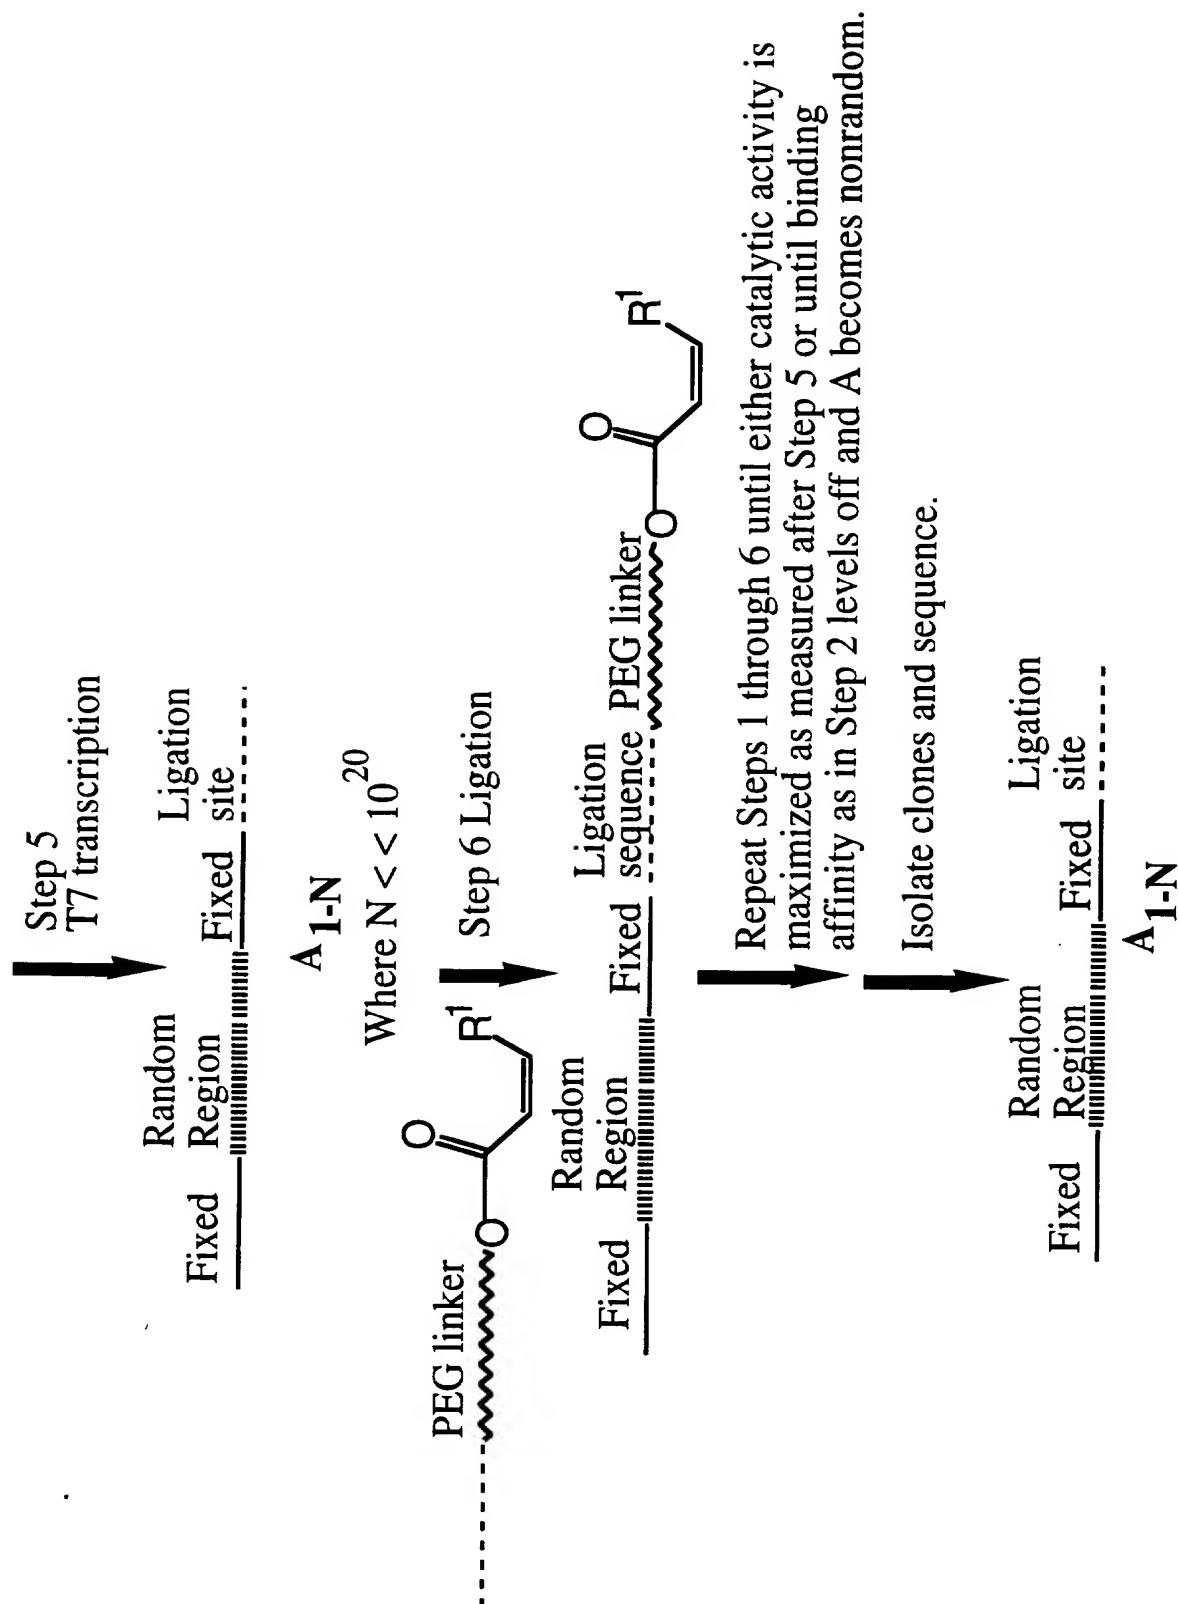 Step 5
T7 transcription
Fixed
Random
Region
Fixed
Ligation
site
A 1-N
Where N < < 10^20
PEG linker
O
O
R¹
Step 6 Ligation
Fixed
Random
Region
Fixed
Ligation
sequence
PEG linker
O
O
R¹
Repeat Steps 1 through 6 until either catalytic activity is
maximized as measured after Step 5 or until binding
affinity as in Step 2 levels off and A becomes nonrandom.
Isolate clones and sequence.
Fixed
Random
Region
Fixed
Ligation
site
A 1-N